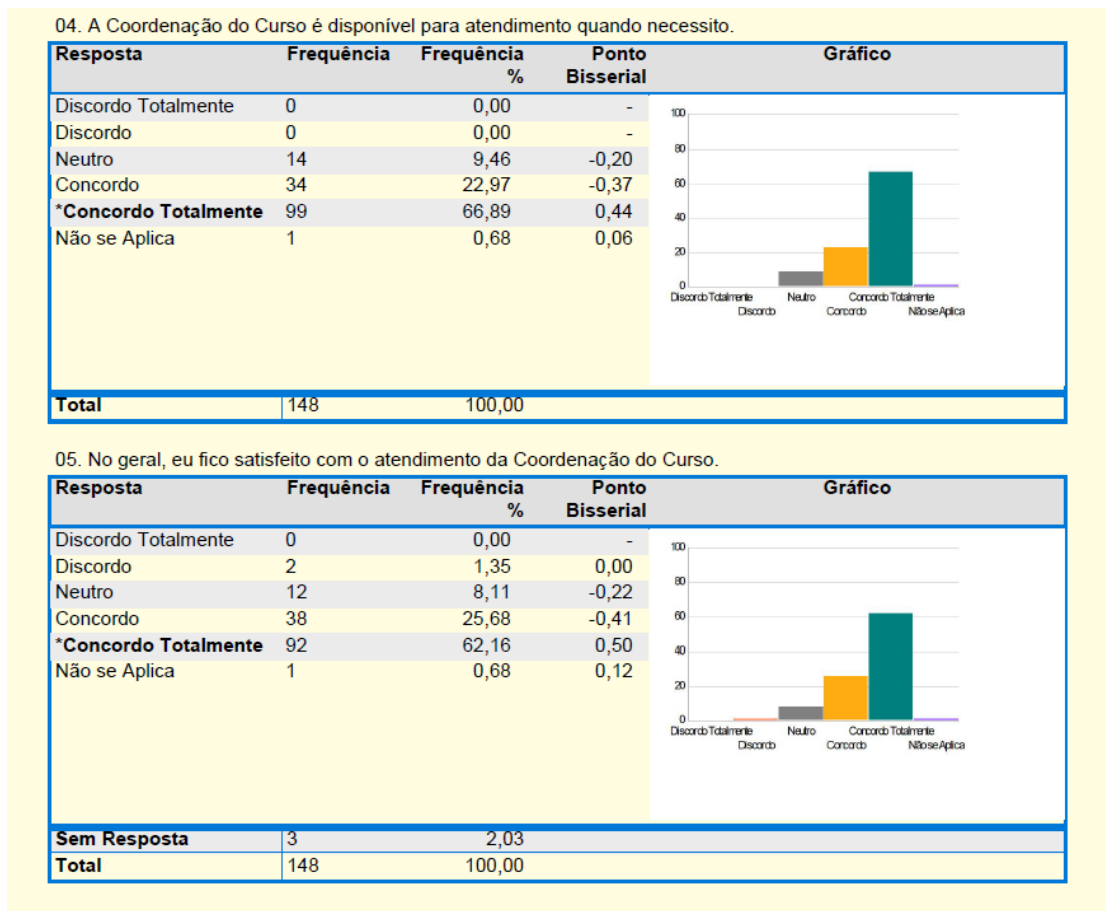 04. A Coordenação do Curso é disponível para atendimento quando necessito.
Resposta Frequência Frequência % Ponto Bisserial Gráfico
Discordo Totalmente 0 0,00 -
Discordo 0 0,00 -
Neutro 14 9,46 -0,20
Concordo 34 22,97 -0,37
*Concordo Totalmente 99 66,89 0,44
Não se Aplica 1 0,68 0,06
100
80
60
40
20
0
Discordo Totalmente Neutro Concordo Totalmente
Discordo Concordo Não se Aplica
Total 148 100,00
05. No geral, eu fico satisfeito com o atendimento da Coordenação do Curso.
Resposta Frequência Frequência % Ponto Bisserial Gráfico
Discordo Totalmente 0 0,00 -
Discordo 2 1,35 0,00
Neutro 12 8,11 -0,22
Concordo 38 25,68 -0,41
*Concordo Totalmente 92 62,16 0,50
Não se Aplica 1 0,68 0,12
100
80
60
40
20
0
Discordo Totalmente Neutro Concordo Totalmente
Discordo Concordo Não se Aplica
Sem Resposta 3 2,03
Total 148 100,00